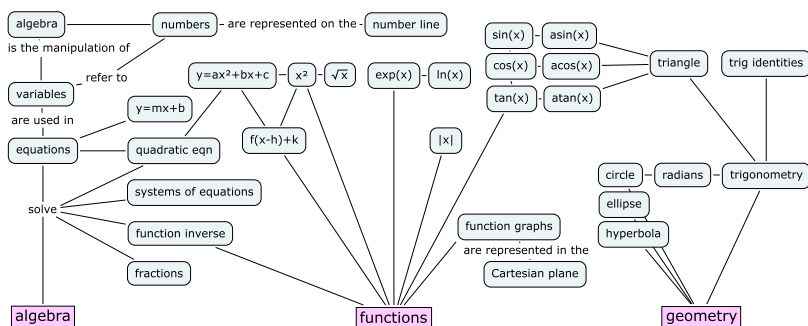 algebra
numbers
are represented on the
number line
is the manipulation of
refer to
variables
are used in
equations
y=mx+b
quadratic eqn
systems of equations
solve
function inverse
fractions
algebra
y=ax²+bx+c
x²
√x
exp(x)
ln(x)
f(x-h)+k
|x|
function graphs
are represented in the
Cartesian plane
functions
sin(x)
asin(x)
cos(x)
acos(x)
tan(x)
atan(x)
triangle
trig identities
circle
radians
trigonometry
ellipse
hyperbola
geometry